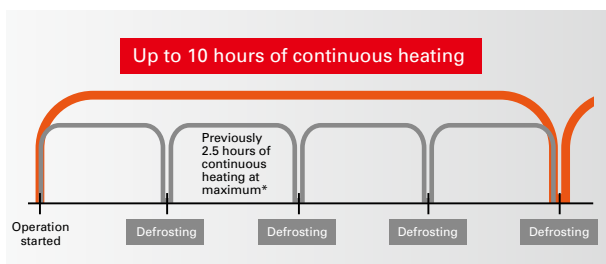 Up to 10 hours of continuous heating
Previously
2.5 hours of
continuous
heating at
maximum*
Operation
started
Defrosting
Defrosting
Defrosting
Defrosting